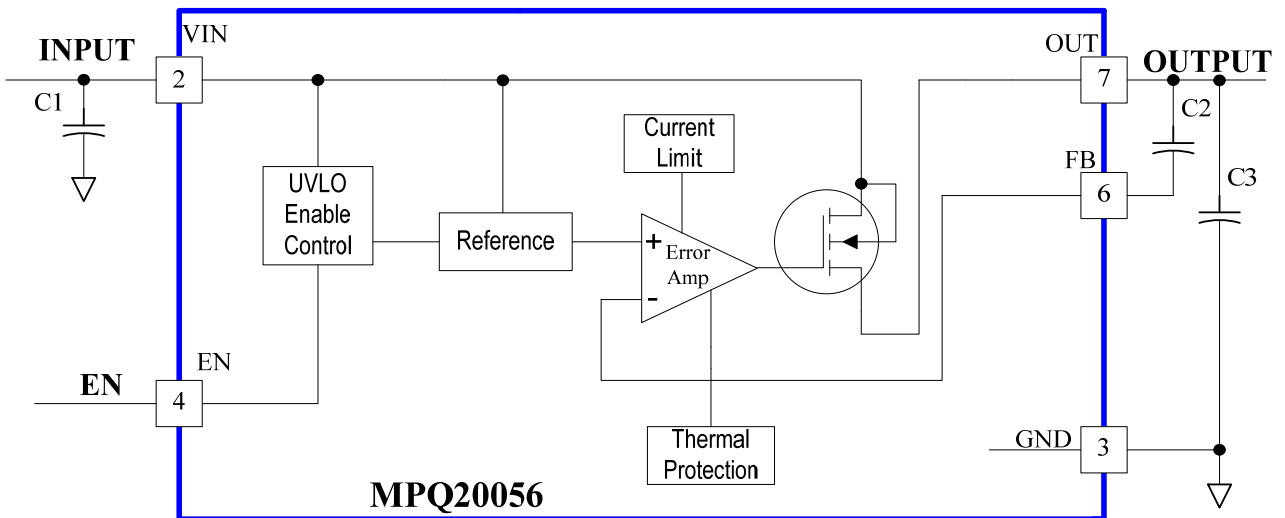 INPUT
VIN
2
C1
OUT
7
OUTPUT
C2
FB
6
C3
Current
Limit
UVLO
Enable
Control
Reference
+
Error
Amp
-
EN
EN
4
Thermal
Protection
GND
3
MPQ20056